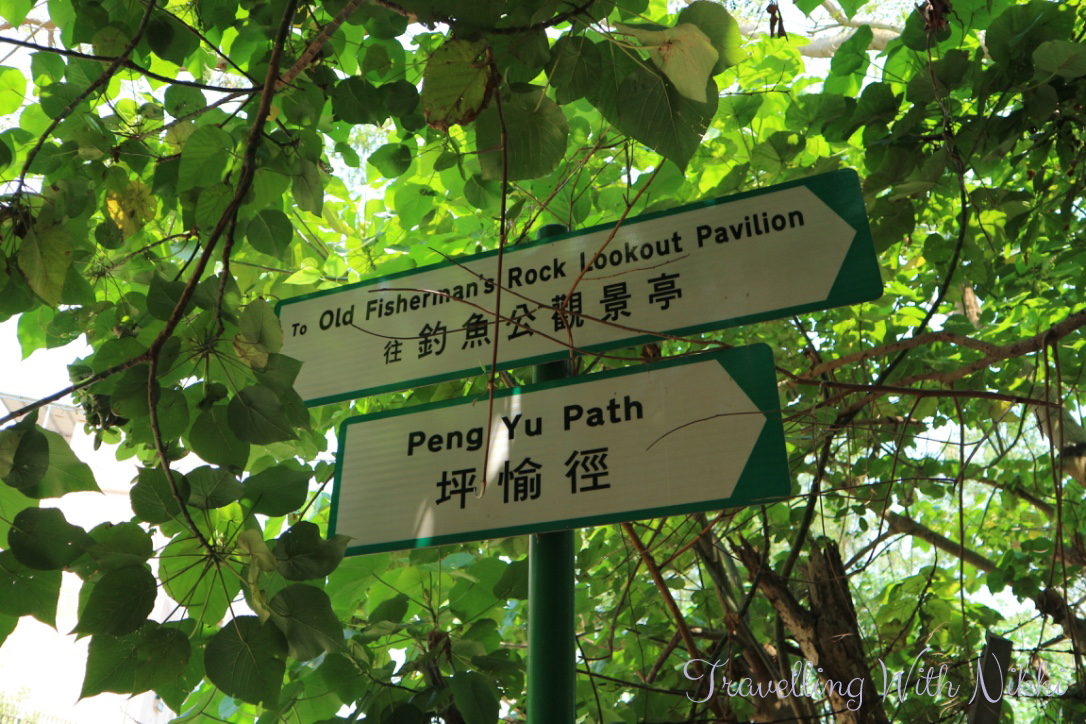 To Old Fisherman's Rock Lookout Pavilion
往 釣魚公觀景亭
Peng Yu Path
坪愉徑
Travelling With Nikki